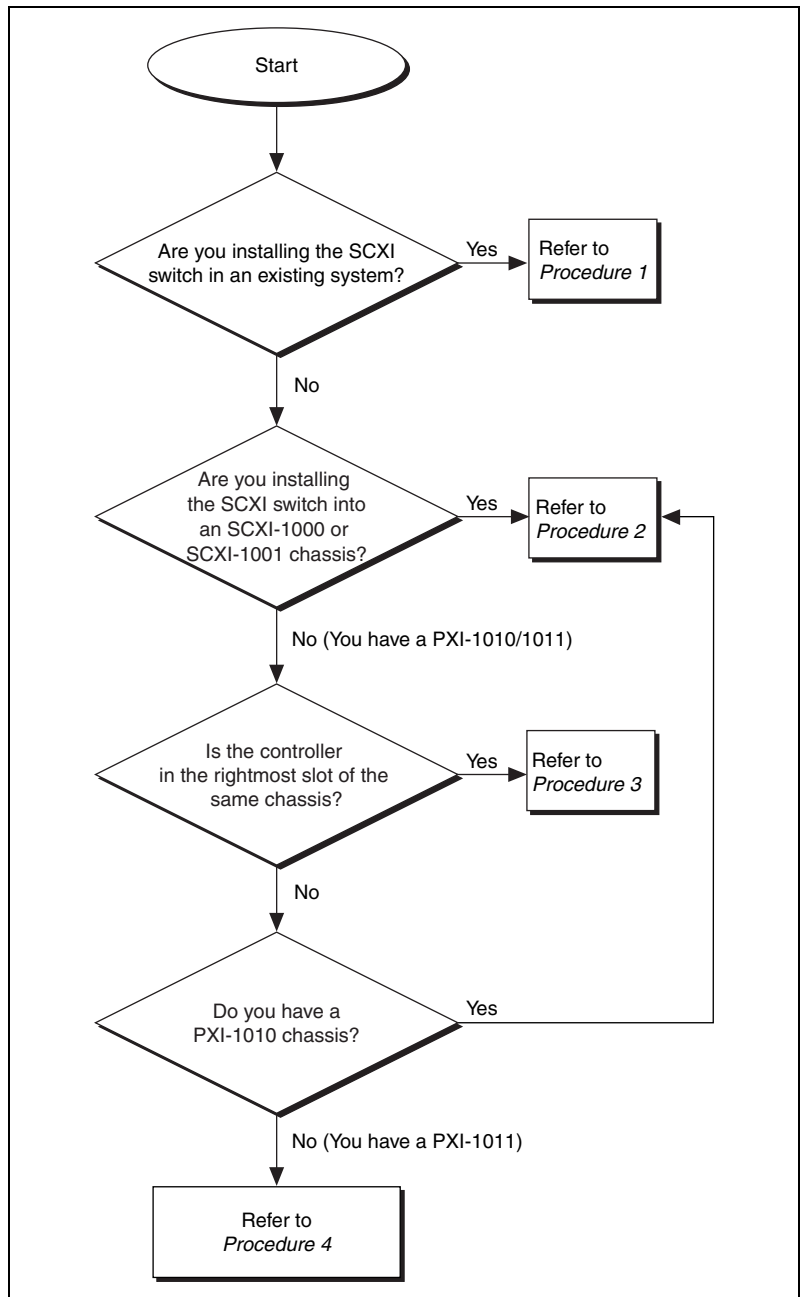 Start
Are you installing the SCXI
switch in an existing system?
Yes
Refer to
Procedure 1
No
Are you installing
the SCXI switch into
an SCXI-1000 or
SCXI-1001 chassis?
Yes
Refer to
Procedure 2
No (You have a PXI-1010/1011)
Is the controller
in the rightmost slot of the
same chassis?
Yes
Refer to
Procedure 3
No
Do you have a
PXI-1010 chassis?
Yes
No (You have a PXI-1011)
Refer to
Procedure 4